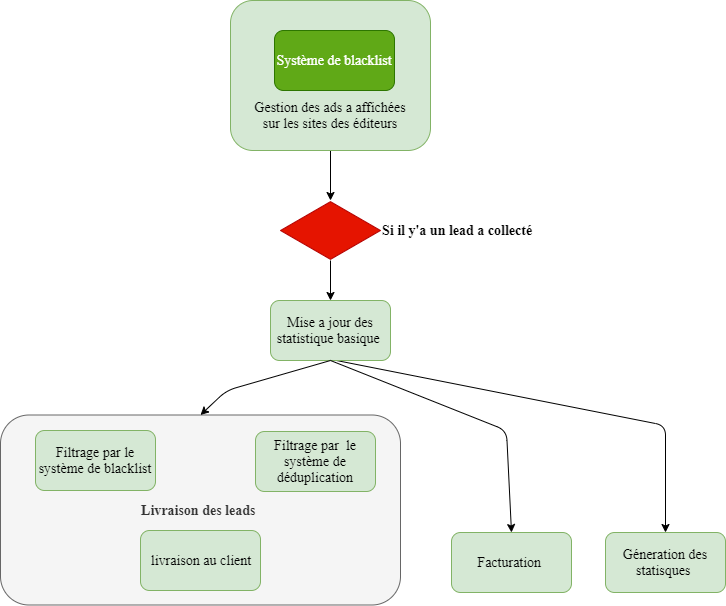 Système de blacklist
Gestion des ads a affichées
sur les sites des éditeurs
Si il y'a un lead a collecté
Mise a jour des
statistique basique
Filtrage par le
système de blacklist
Filtrage par le
système de
déduplication
Livraison des leads
livraison au client
Facturation
Géneration des
statisques